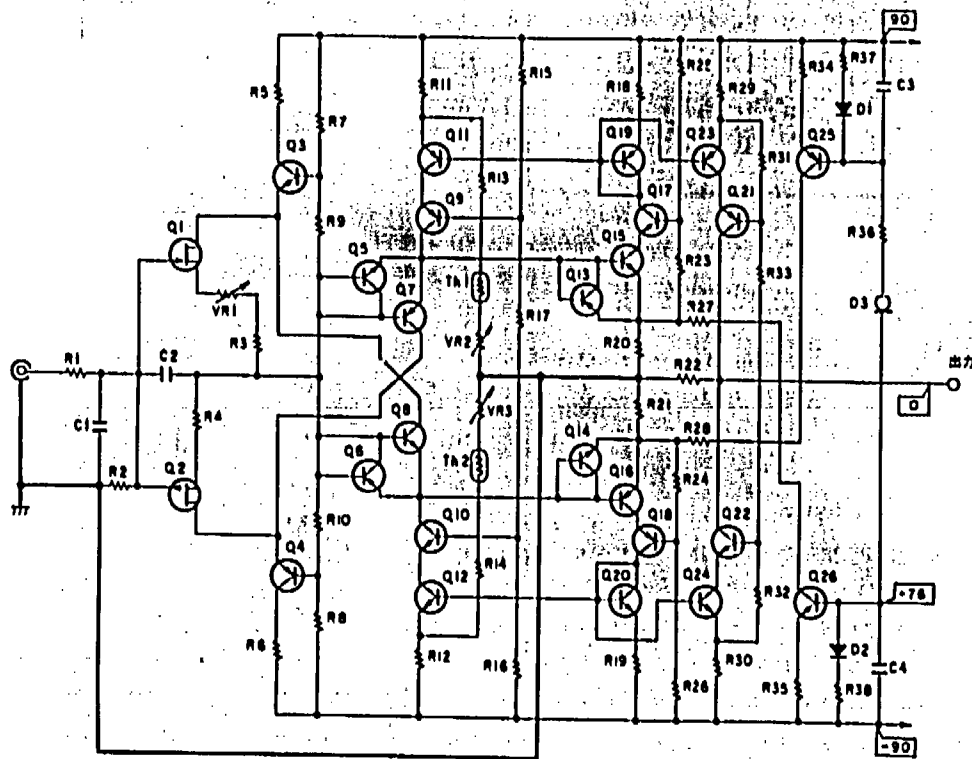 90
R5
R7
R11
R15
R18
R22
R29
R34
R37
C3
D1
Q3
Q11
Q19
Q23
Q25
R31
R13
Q9
Q17
Q21
R9
Q1
Q5
Q15
R36
Th1
Q13
R23
R33
Q7
R27
D3
VR1
R3
VR2
R17
R20
出力
R1
C2
R22
0
R4
VR3
R21
C1
Q8
Q14
R28
R2
Q6
Th2
R24
Q2
Q16
R10
Q10
Q18
Q22
Q4
R14
Q12
Q20
Q24
R32
Q26
+76
R8
R6
R12
R16
R19
R26
R30
R35
D2
R38
C4
-90